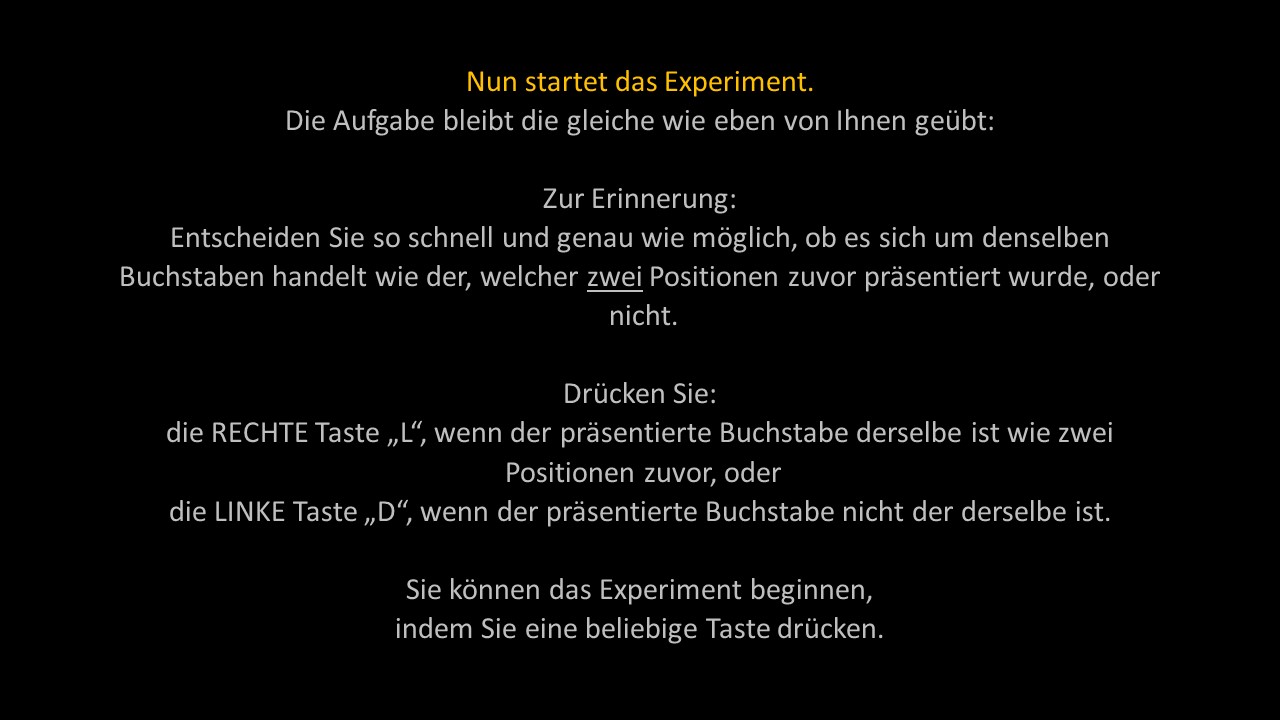 Nun startet das Experiment.
Die Aufgabe bleibt die gleiche wie eben von Ihnen geübt:
Zur Erinnerung:
Entscheiden Sie so schnell und genau wie möglich, ob es sich um denselben
Buchstaben handelt wie der, welcher zwei Positionen zuvor präsentiert wurde, oder
nicht.
Drücken Sie:
die RECHTE Taste „L“, wenn der präsentierte Buchstabe derselbe ist wie zwei
Positionen zuvor, oder
die LINKE Taste „D“, wenn der präsentierte Buchstabe nicht der derselbe ist.
Sie können das Experiment beginnen,
indem Sie eine beliebige Taste drücken.